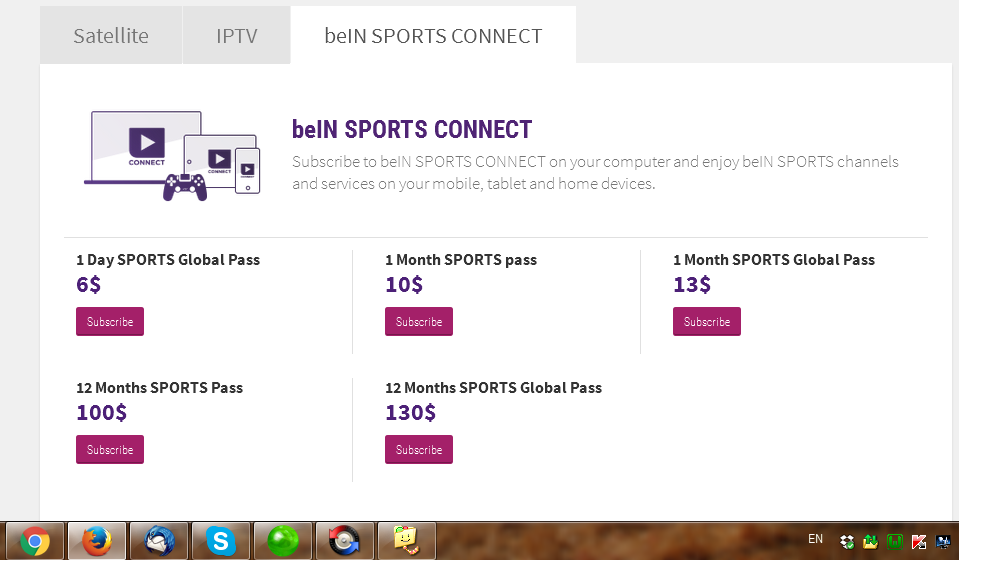 Satellite
IPTV
beIN SPORTS CONNECT
CONNECT
CONNECT
CONNECT
beIN SPORTS CONNECT
Subscribe to beIN SPORTS CONNECT on your computer and enjoy beIN SPORTS channels
and services on your mobile, tablet and home devices.
1 Day SPORTS Global Pass
6$
Subscribe
1 Month SPORTS pass
10$
Subscribe
1 Month SPORTS Global Pass
13$
Subscribe
12 Months SPORTS Pass
100$
Subscribe
12 Months SPORTS Global Pass
130$
Subscribe
EN